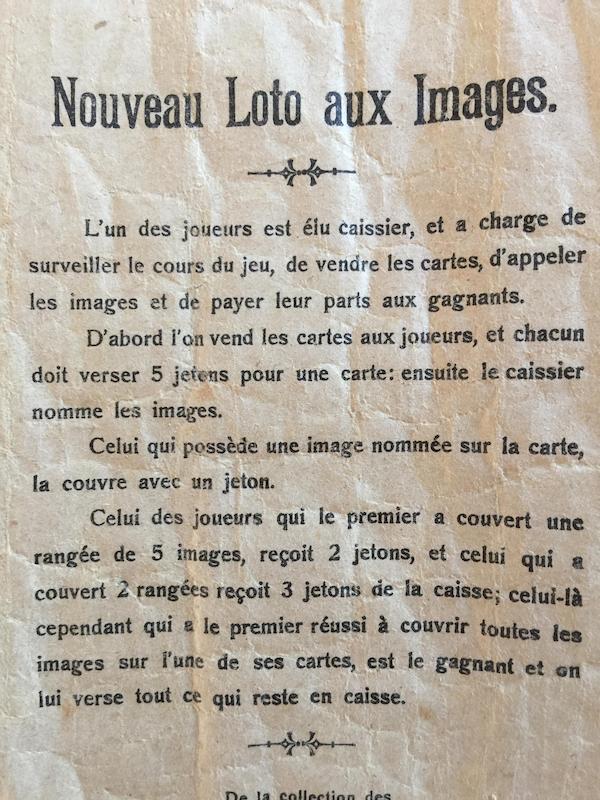 Nouveau Loto aux Images.
L'un des joueurs est élu caissier, et a charge de
surveiller le cours du jeu, de vendre les cartes, d'appeler
les images et de payer leur parts aux gagnants.
D'abord l'on vend les cartes aux joueurs, et chacun
doit verser 5 jetons pour une carte: ensuite le caissier
nomme les images.
Celui qui possède une image nommée sur la carte,
la couvre avec un jeton.
Celui des joueurs qui le premier a couvert une
rangée de 5 images, reçoit 2 jetons, et celui qui a
couvert 2 rangées reçoit 3 jetons de la caisse; celui-là
cependant qui a le premier réussi à couvrir toutes les
images sur l'une de ses cartes, est le gagnant et on
lui verse tout ce qui reste en caisse.
De la collection des